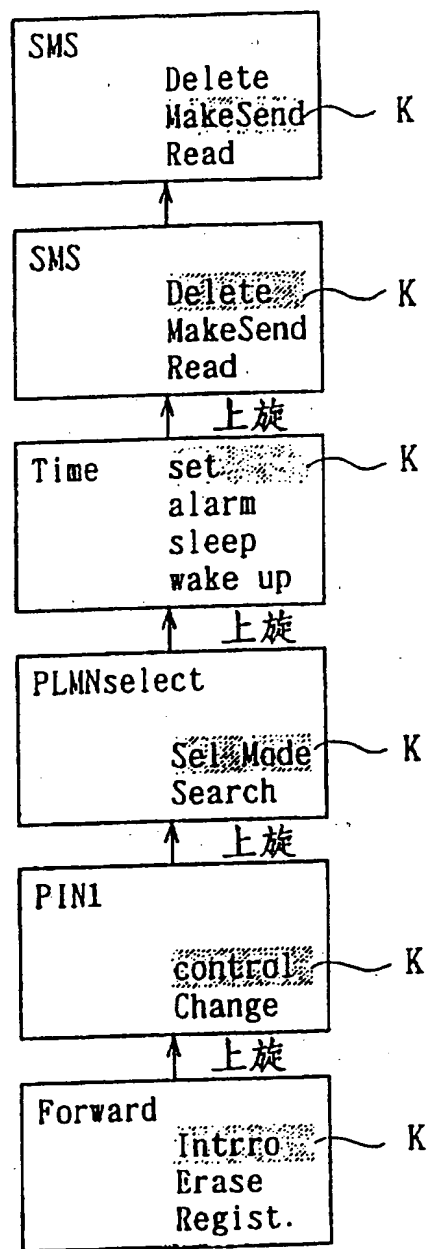 SMS
Delete
MakeSend K
Read
SMS
Delete K
MakeSend
Read
上旋
Time set K
alarm
sleep
wake up
上旋
PLMNselect
Sel Mode K
Search
上旋
PIN1
control K
Change
上旋
Forward
Intrro K
Erase
Regist.